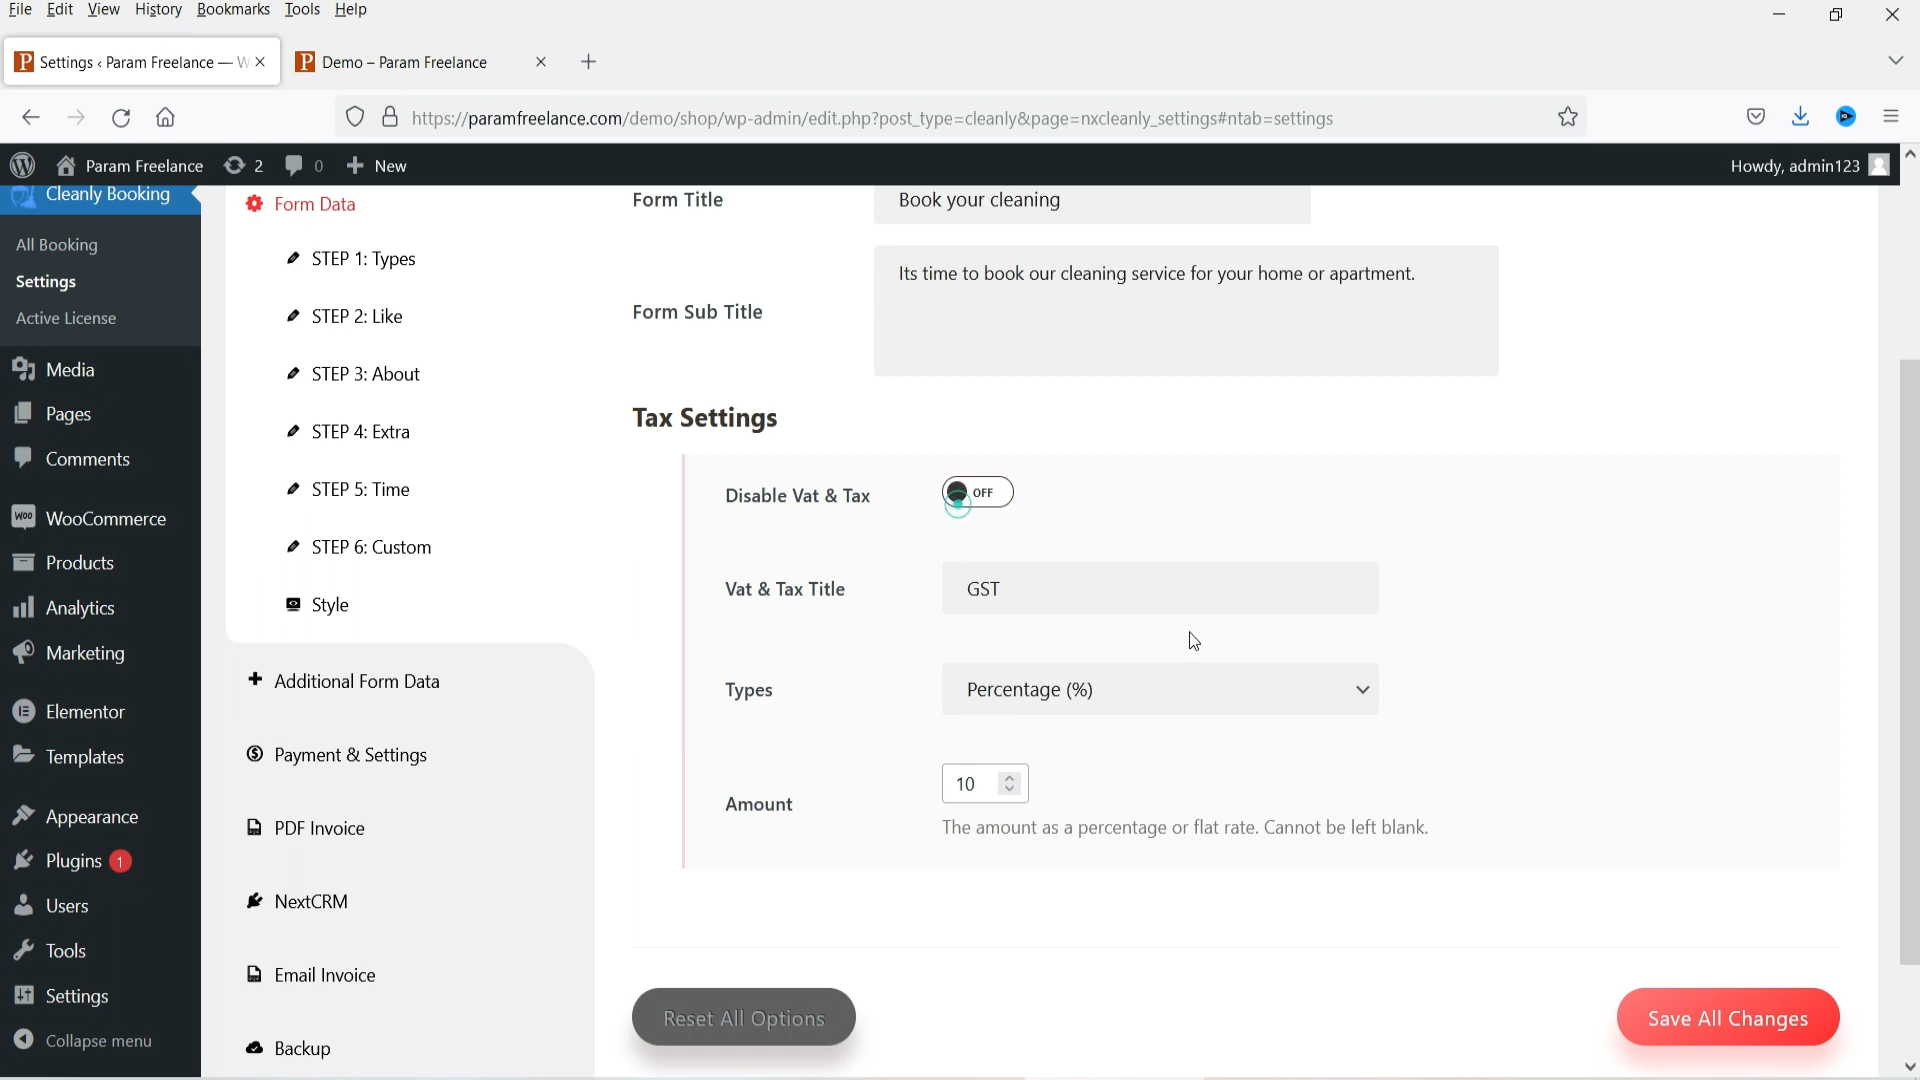 File Edit View History Bookmarks Tools Help
Settings ‹ Param Freelance — W
Demo – Param Freelance
https://paramfreelance.com/demo/shop/wp-admin/edit.php?post_type=cleanly&page=nxcleanly_settings#ntab=settings
Param Freelance 2 0 New
Howdy, admin123
Cleanly Booking
All Booking
Settings
Active License
Media
Pages
Comments
WooCommerce
Products
Analytics
Marketing
Elementor
Templates
Appearance
Plugins 1
Users
Tools
Settings
Collapse menu
Form Data
STEP 1: Types
STEP 2: Like
STEP 3: About
STEP 4: Extra
STEP 5: Time
STEP 6: Custom
Style
Additional Form Data
Payment & Settings
PDF Invoice
NextCRM
Email Invoice
Backup
Form Title
Book your cleaning
Form Sub Title
Its time to book our cleaning service for your home or apartment.
Tax Settings
Disable Vat & Tax
OFF
Vat & Tax Title
GST
Types
Percentage (%)
Amount
10
The amount as a percentage or flat rate. Cannot be left blank.
Reset All Options
Save All Changes